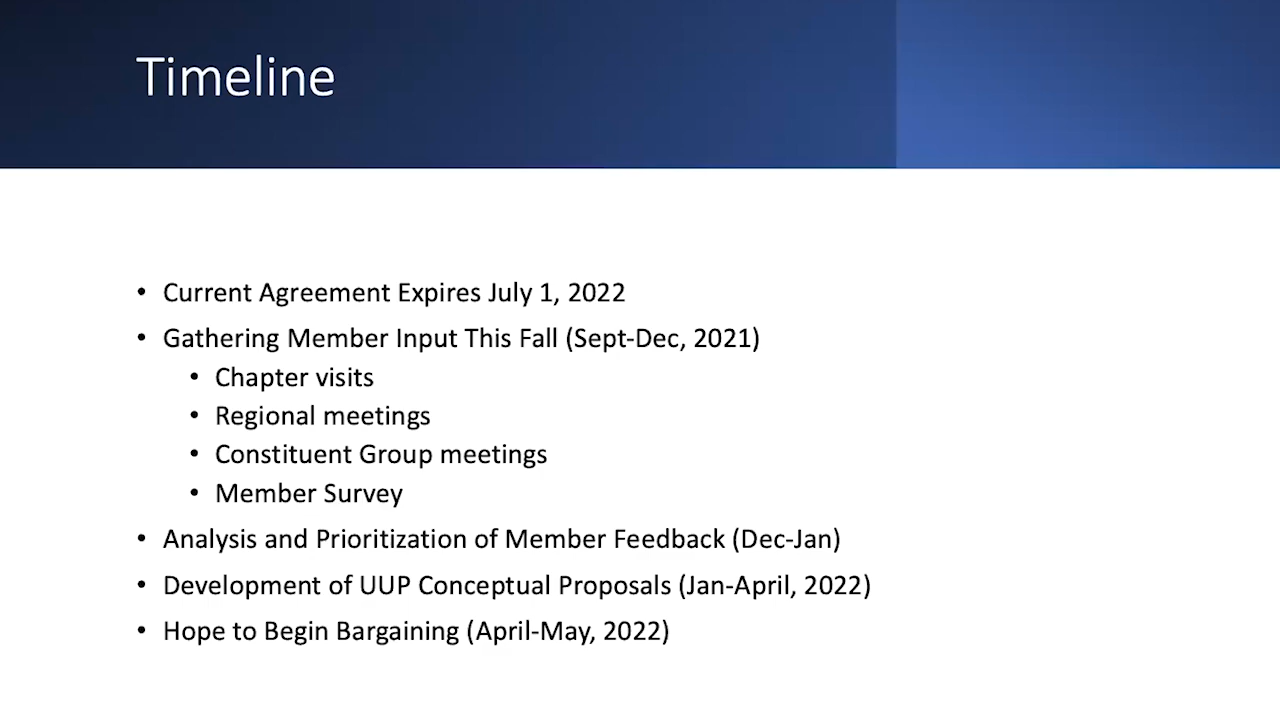 Timeline
• Current Agreement Expires July 1, 2022
• Gathering Member Input This Fall (Sept-Dec, 2021)
• Chapter visits
• Regional meetings
• Constituent Group meetings
• Member Survey
• Analysis and Prioritization of Member Feedback (Dec-Jan)
• Development of UUP Conceptual Proposals (Jan-April, 2022)
• Hope to Begin Bargaining (April-May, 2022)